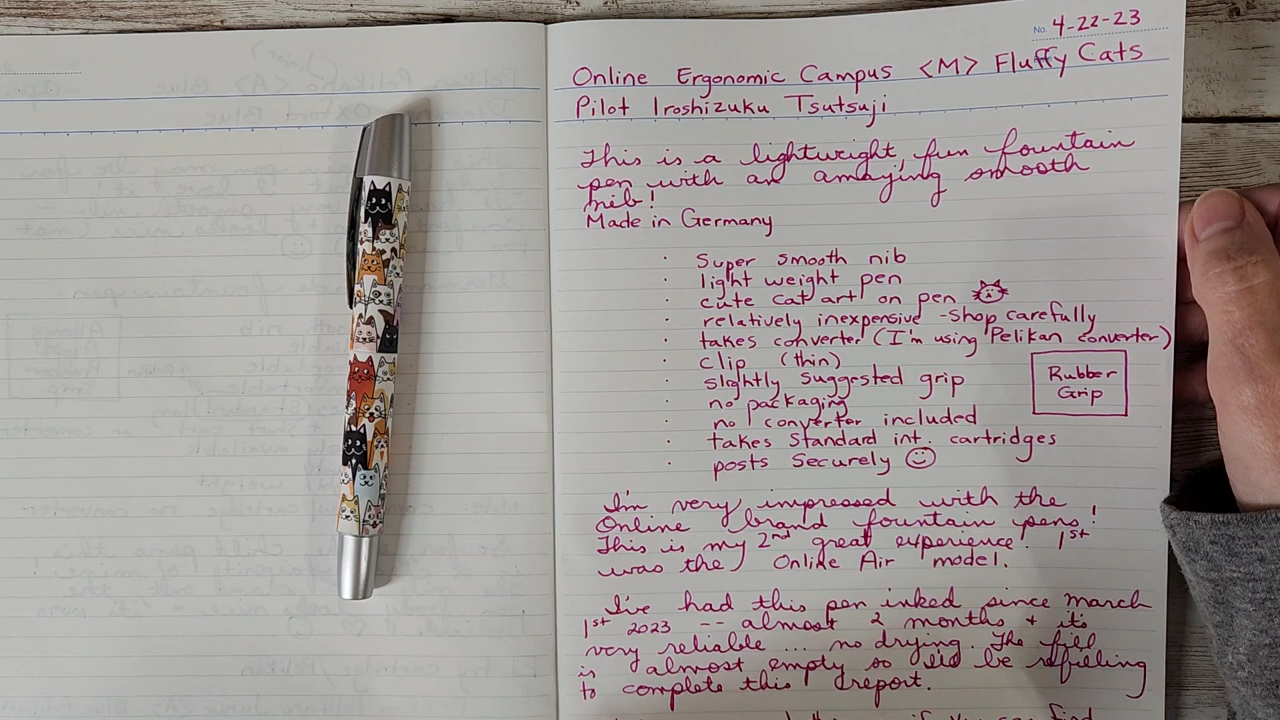 No. 4-22-23
Online Ergonomic Campus <M> Fluffy Cats
Pilot Iroshizuku Tsutsuji
This is a lightweight, fun fountain
pen with an amazing smooth
nib!
Made in Germany
· Super smooth nib
· light weight pen
· cute cat art on pen
· relatively inexpensive - shop carefully
· takes converter (I'm using Pelikan converter)
· clip (thin)
· slightly suggested grip
Rubber
Grip
· no packaging
· no converter included
· takes standard int. cartridges
· posts securely ☺
I'm very impressed with the
Online brand fountain pens!
This is my 2nd great experience. 1st
was the Online Air model.
I've had this pen inked since March
1st 2023 -- almost 2 months + it's
very reliable ... no drying. The fill
is almost empty so I'll be refilling
to complete this report.
if you can find